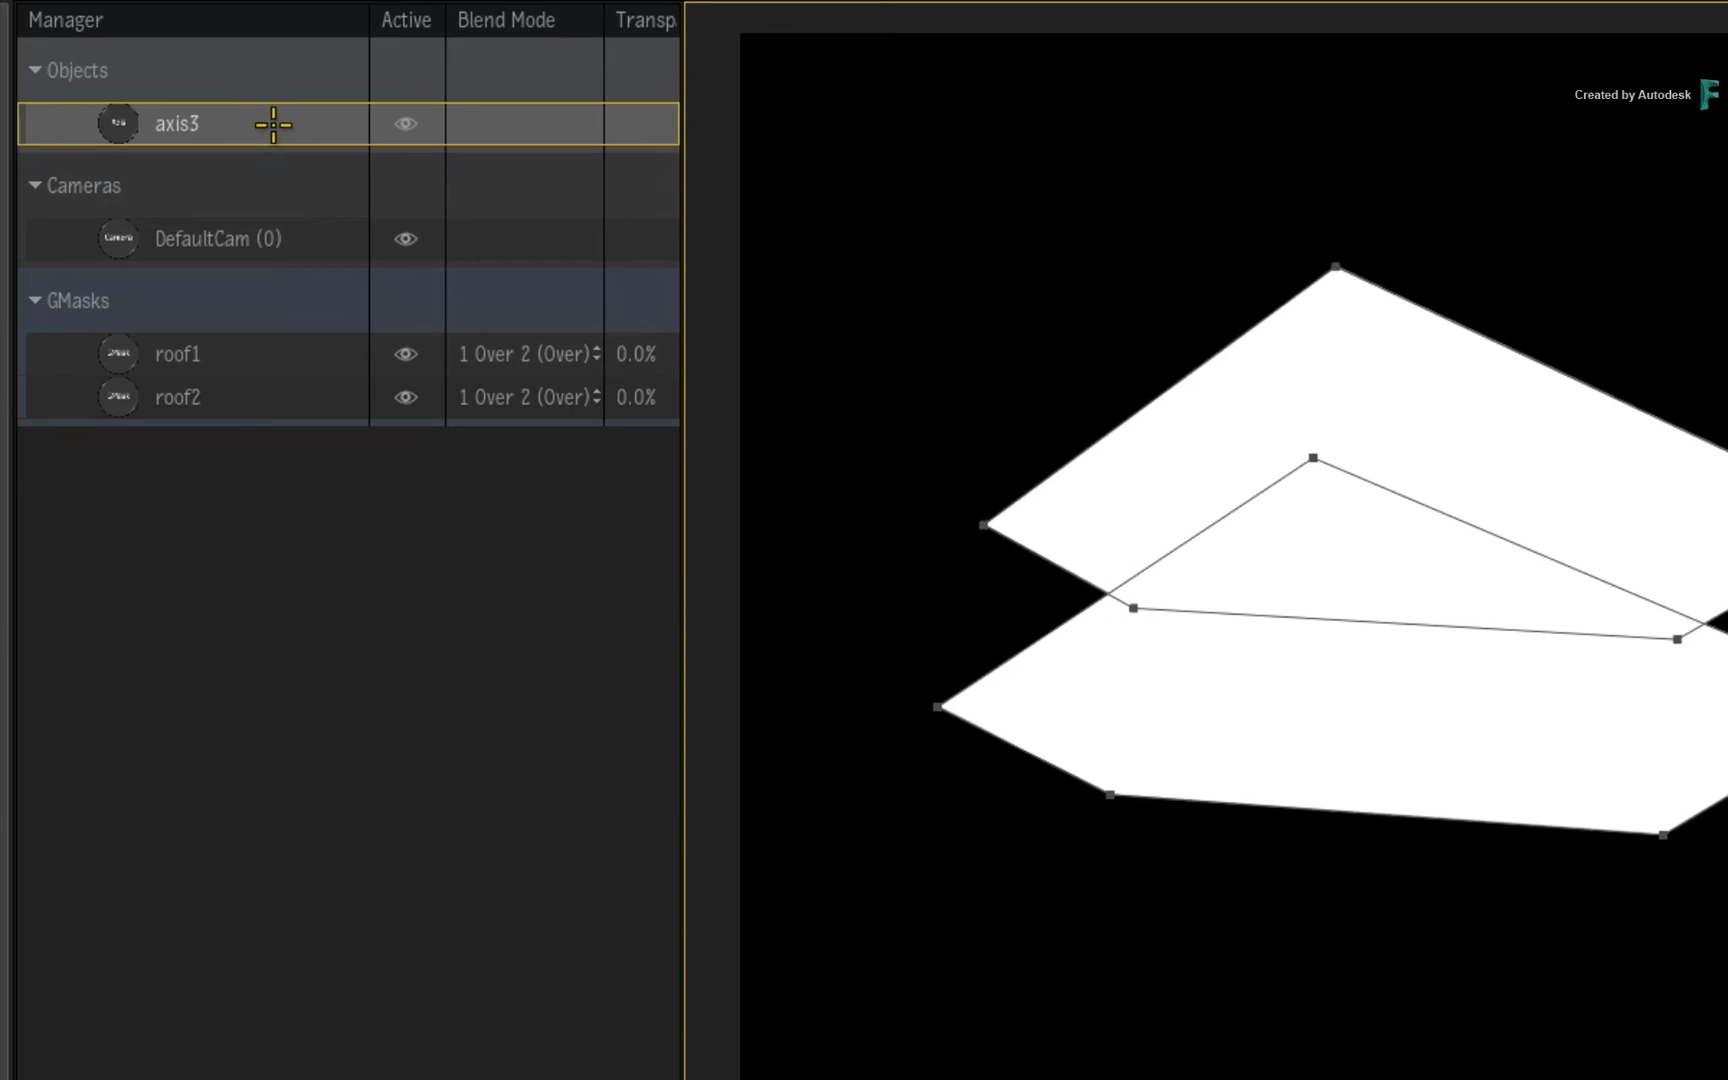 Manager Active Blend Mode Transp
Objects
axis3
Cameras
DefaultCam (0)
GMasks
roof1 1 Over 2 (Over) 0.0%
roof2 1 Over 2 (Over) 0.0%
Created by Autodesk